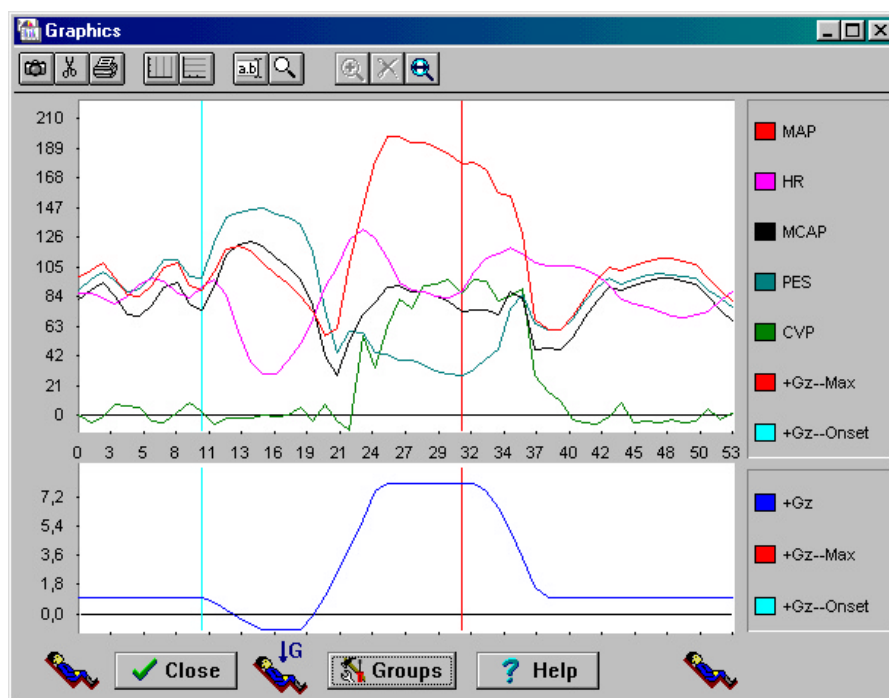 Graphics
a.b
210
189
168
147
126
105
84
63
42
21
0
0 3 5 8 11 13 16 19 21 24 27 29 32 35 37 40 42 45 48 50 53
MAP
HR
MCAP
PES
CVP
+Gz--Max
+Gz--Onset
7,2
5,4
3,6
1,8
0,0
+Gz
+Gz--Max
+Gz--Onset
Close
G
Groups
? Help